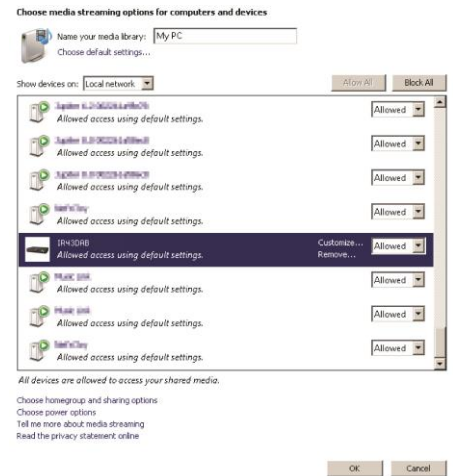 Choose media streaming options for computers and devices
Name your media library: My PC
Choose default settings...
Show devices on: Local network
Allow All
Block All
Allowed
Allowed access using default settings.
Allowed
Allowed access using default settings.
Allowed
Allowed access using default settings.
Allowed
Allowed access using default settings.
IR43DAB
Customize...
Allowed
Allowed access using default settings.
Remove...
Allowed
Allowed access using default settings.
Allowed
Allowed access using default settings.
Allowed
Allowed access using default settings.
All devices are allowed to access your shared media.
Choose homegroup and sharing options
Choose power options
Tell me more about media streaming
Read the privacy statement online
OK
Cancel